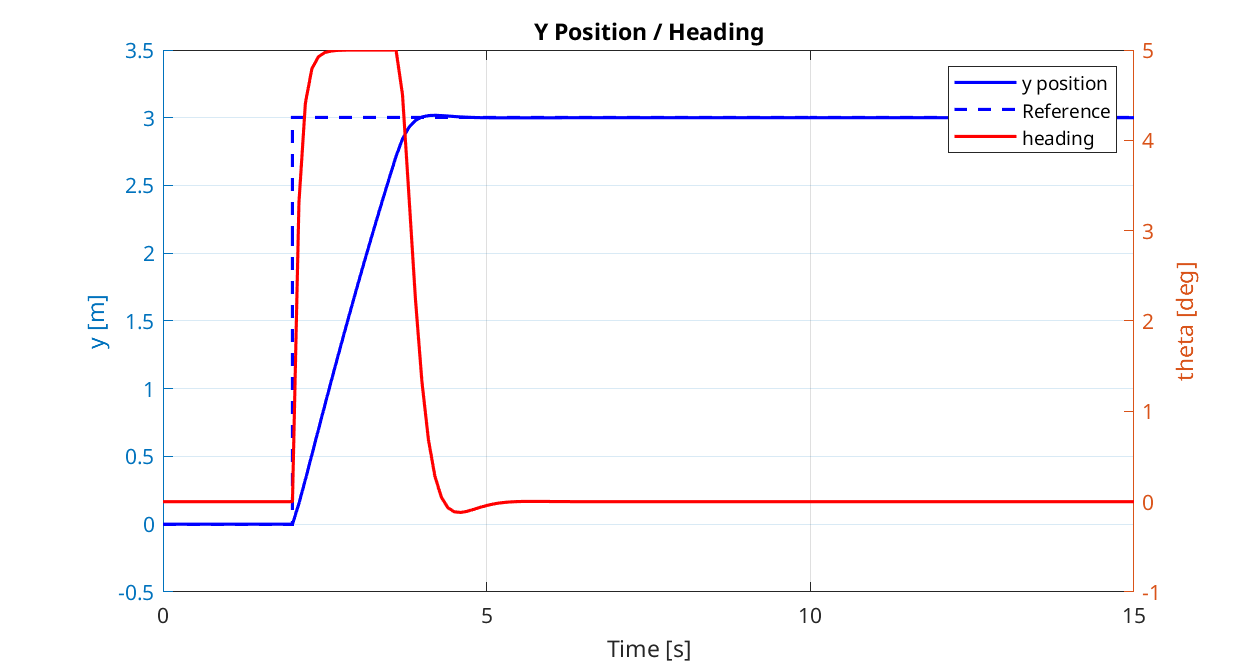 Y Position / Heading
3.5
3
2.5
2
1.5
1
0.5
0
-0.5
y [m]
5
4
3
2
1
0
-1
theta [deg]
y position
Reference
heading
0
5
10
15
Time [s]